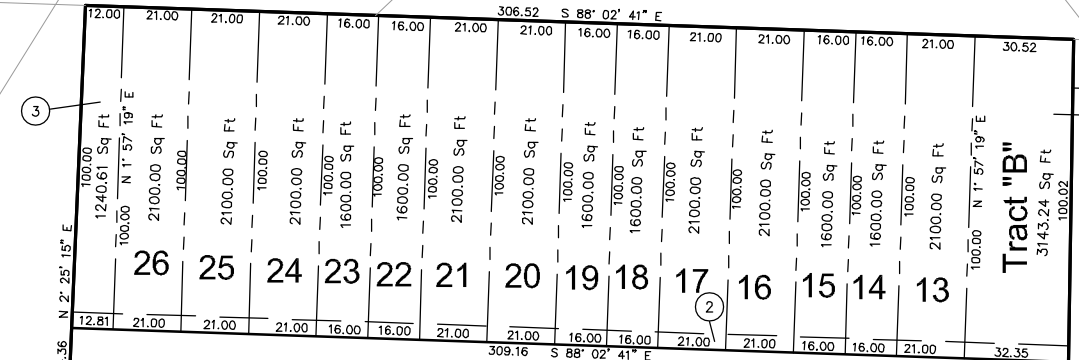 306.52 S 88° 02' 41" E
12.00 21.00 21.00 21.00 16.00 16.00 21.00 21.00 16.00 16.00 21.00 21.00 16.00 16.00 21.00 30.52
3
N 2° 25' 15" E
100.00
1240.61 Sq Ft
100.00 N 1° 57' 19" E
2100.00 Sq Ft
100.00
2100.00 Sq Ft
100.00
2100.00 Sq Ft
100.00
1600.00 Sq Ft
100.00
1600.00 Sq Ft
100.00
2100.00 Sq Ft
100.00
2100.00 Sq Ft
100.00
1600.00 Sq Ft
100.00
1600.00 Sq Ft
100.00
2100.00 Sq Ft
100.00
2100.00 Sq Ft
100.00
1600.00 Sq Ft
100.00
1600.00 Sq Ft
100.00
2100.00 Sq Ft
100.00 N 1° 57' 19" E
Tract "B"
3143.24 Sq Ft
100.02
26 25 24 23 22 21 20 19 18 17 16 15 14 13
2
12.81 21.00 21.00 21.00 16.00 16.00 21.00 21.00 16.00 16.00 21.00 21.00 16.00 16.00 21.00 32.35
309.16 S 88° 02' 41" E
.36